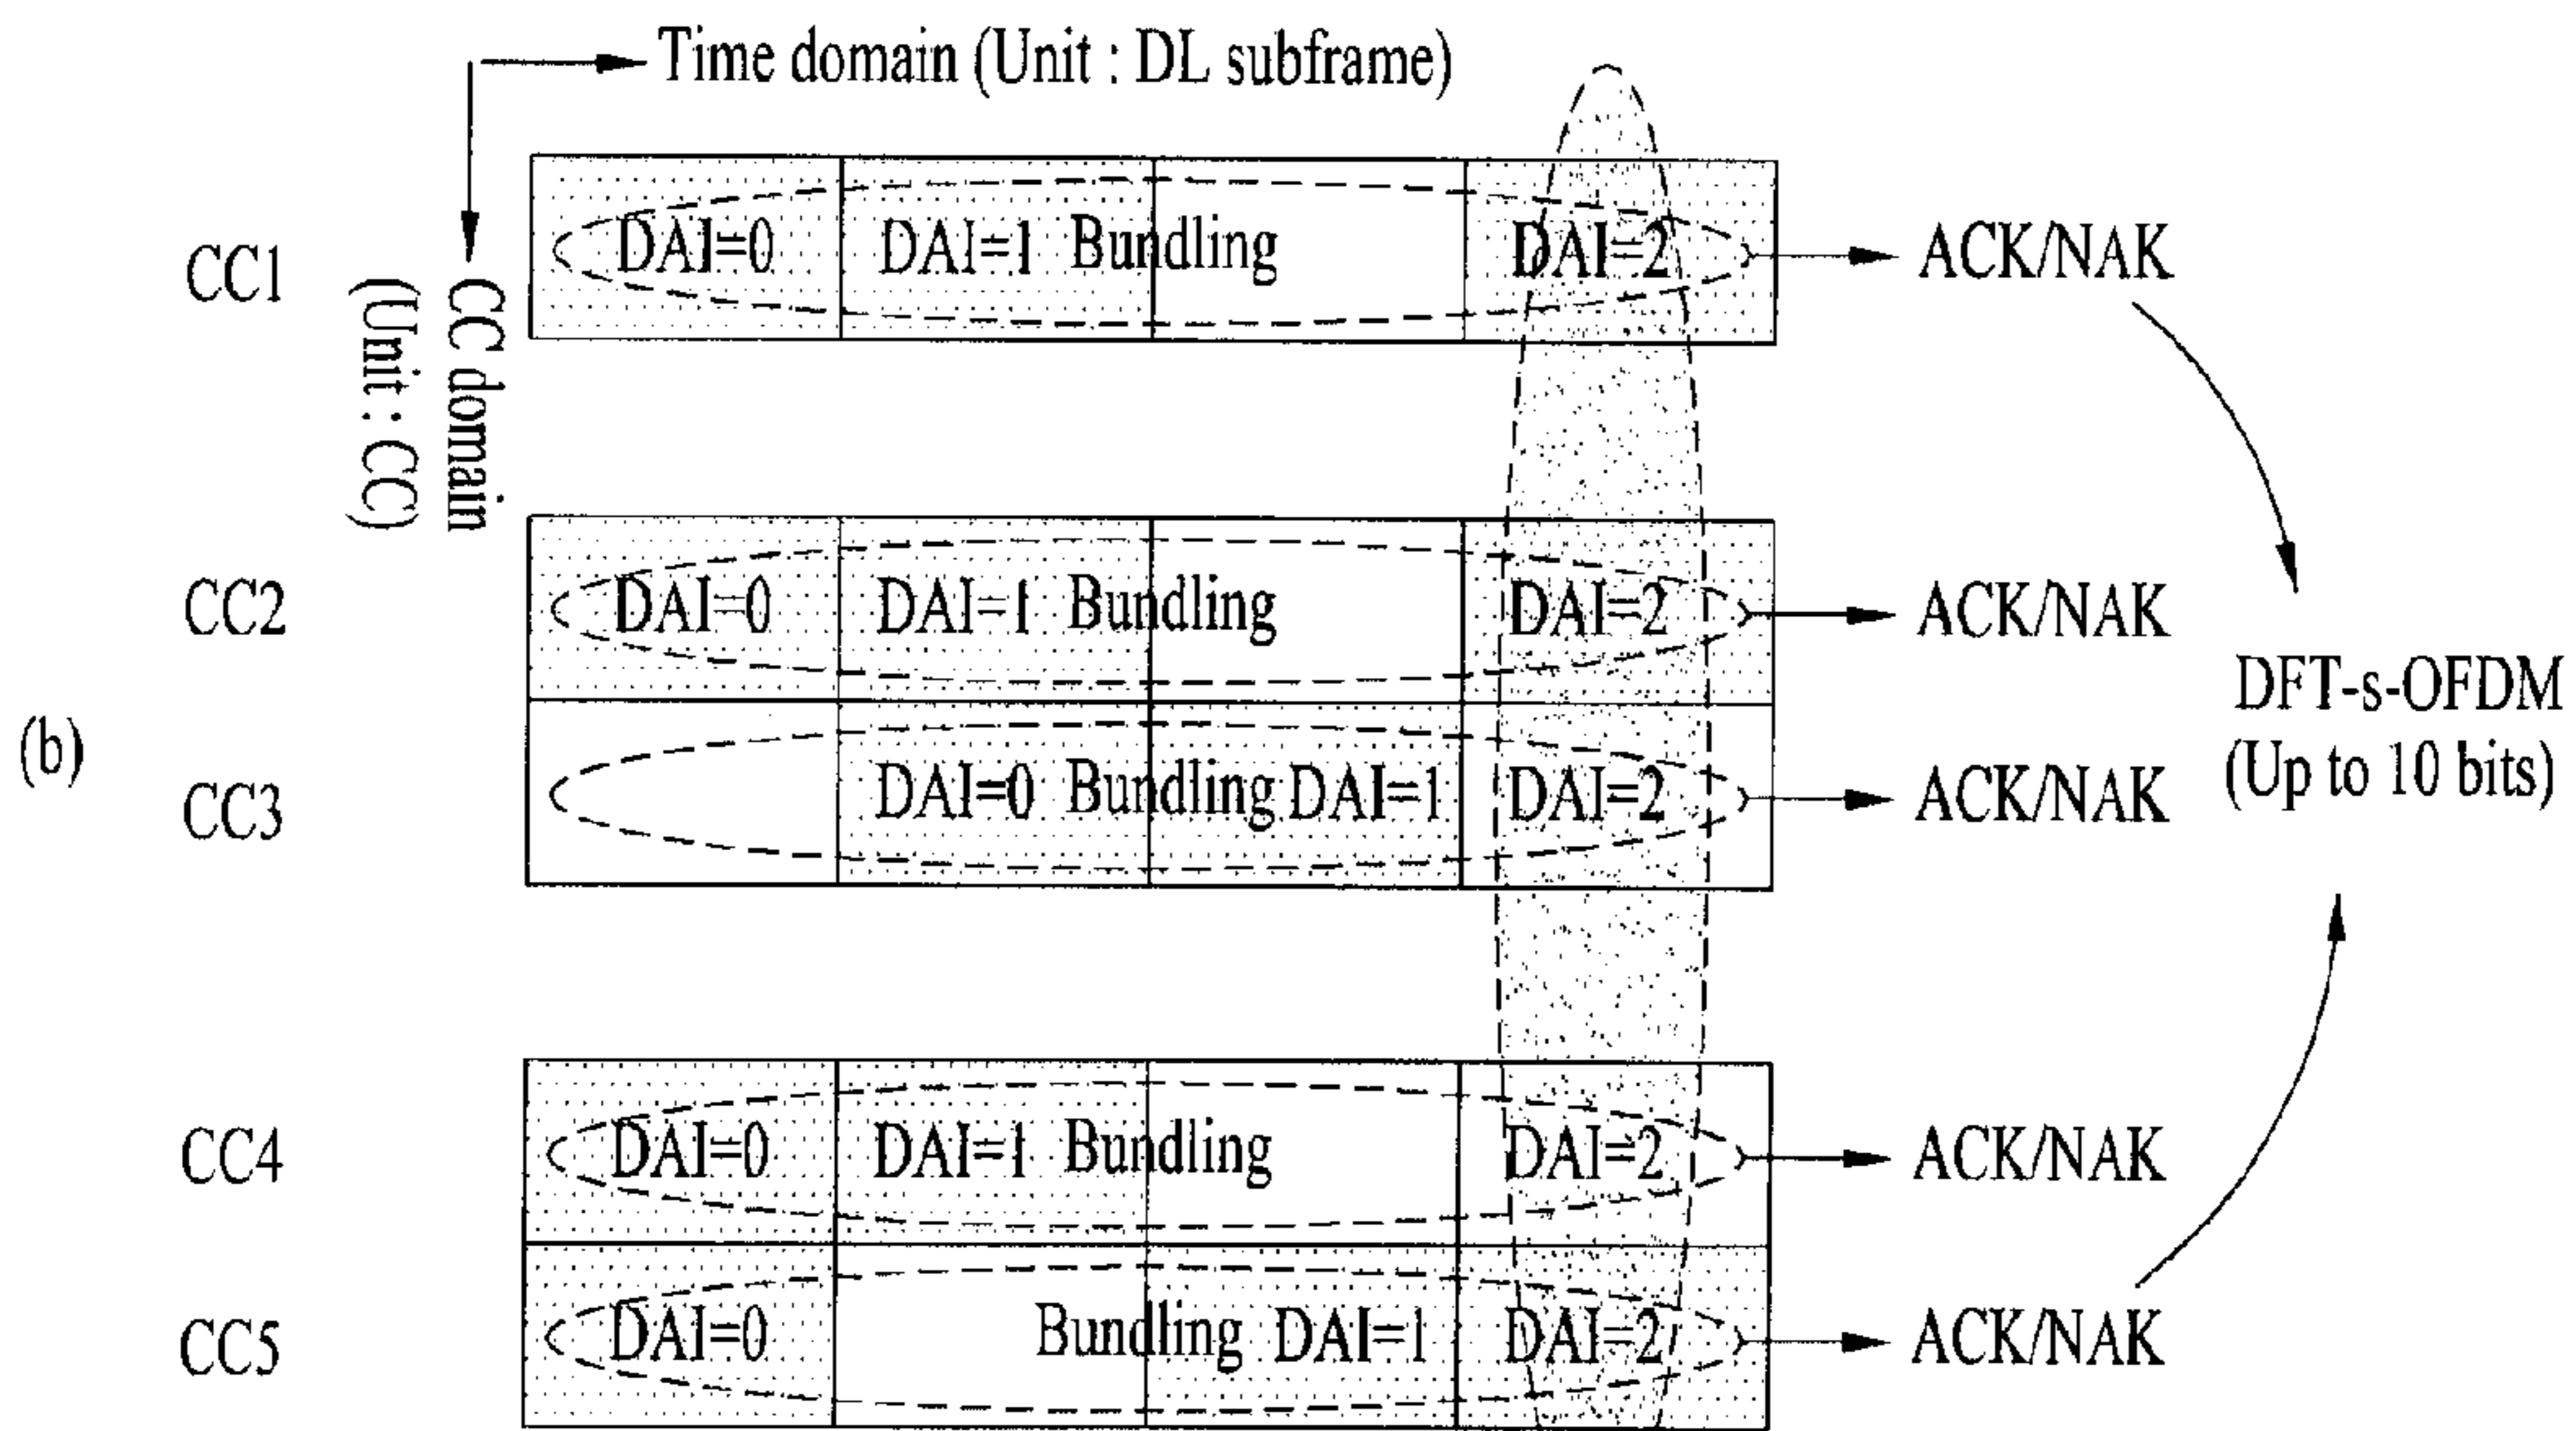 Time domain (Unit : DL subframe)
CC domain
(Unit : CC)
CC1 DAI=0 DAI=1 Bundling DAI=2 ACK/NAK
CC2 DAI=0 DAI=1 Bundling DAI=2 ACK/NAK
DFT-s-OFDM
(Up to 10 bits)
(b)
CC3 DAI=0 Bundling DAI=1 DAI=2 ACK/NAK
CC4 DAI=0 DAI=1 Bundling DAI=2 ACK/NAK
CC5 DAI=0 Bundling DAI=1 DAI=2 ACK/NAK